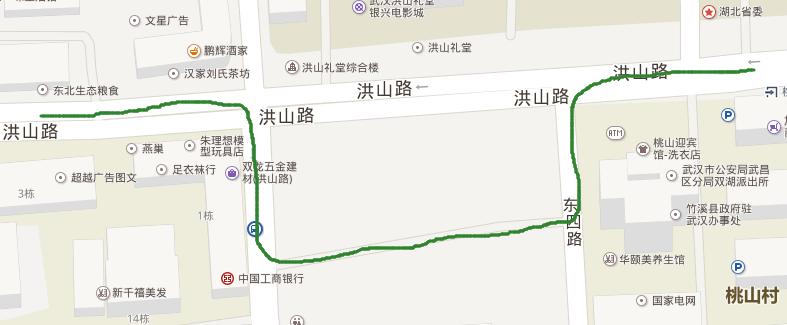 武汉洪山礼堂
银兴电影城
文星广告
湖北省委
鹏辉酒家
洪山礼堂
汉家刘氏茶坊
洪山礼堂综合楼
洪山路
东北生态粮食
洪山路
洪山路
洪山路
洪山路
ATM
P
朱理想模
型玩具店
燕巢
桃山迎宾
馆-洗衣店
双龙五金建
材(洪山路)
足衣袜行
超越广告图文
武汉市公安局武昌
区分局双湖派出所
3栋
1栋
东四路
竹溪县政府驻
武汉办事处
华颐美养生馆
P
中国工商银行
新千禧美发
桃山村
国家电网
14栋